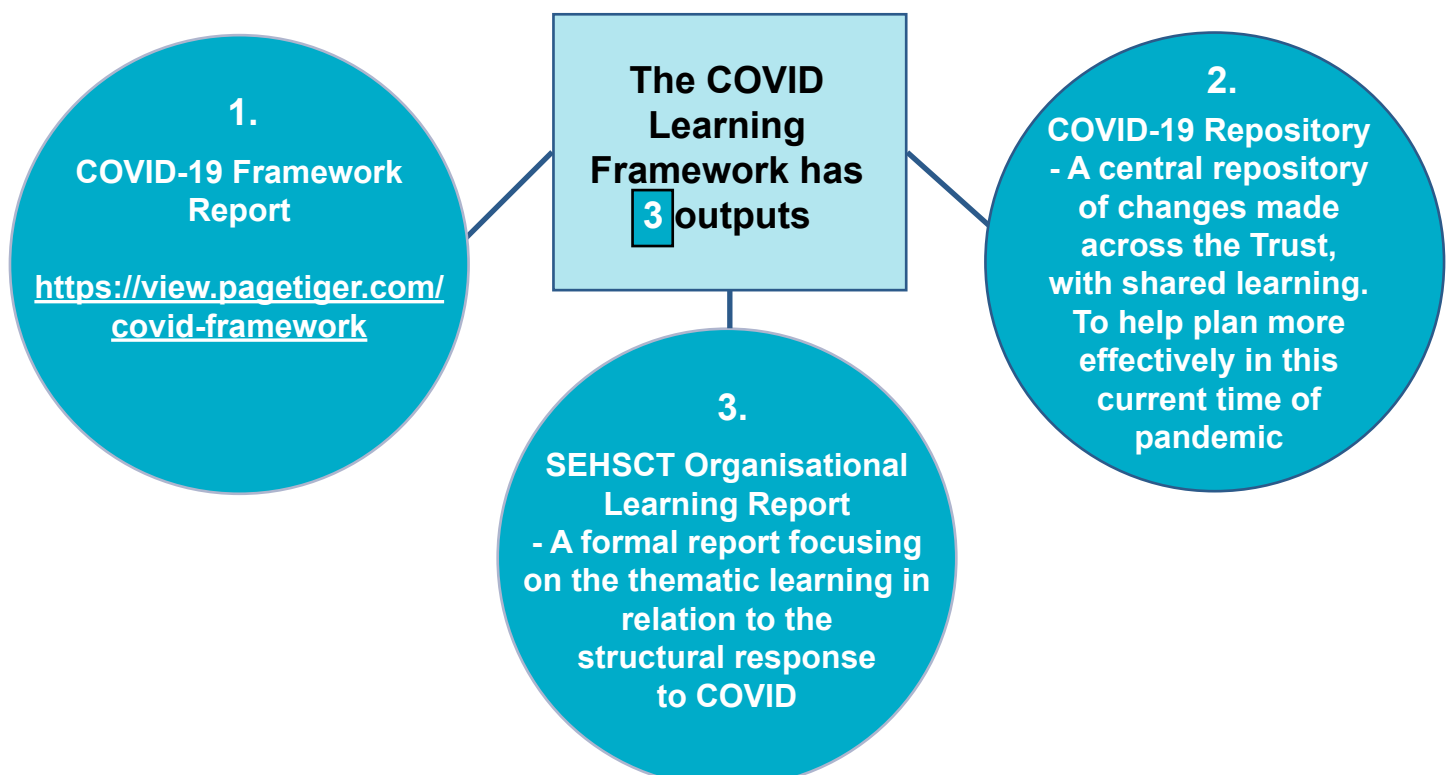 The COVID
Learning
Framework has
3 outputs
1.
COVID-19 Framework
Report
https://view.pagetiger.com/
covid-framework
2.
COVID-19 Repository
- A central repository
of changes made
across the Trust,
with shared learning.
To help plan more
effectively in this
current time of
pandemic
3.
SEHSCT Organisational
Learning Report
- A formal report focusing
on the thematic learning in
relation to the
structural response
to COVID